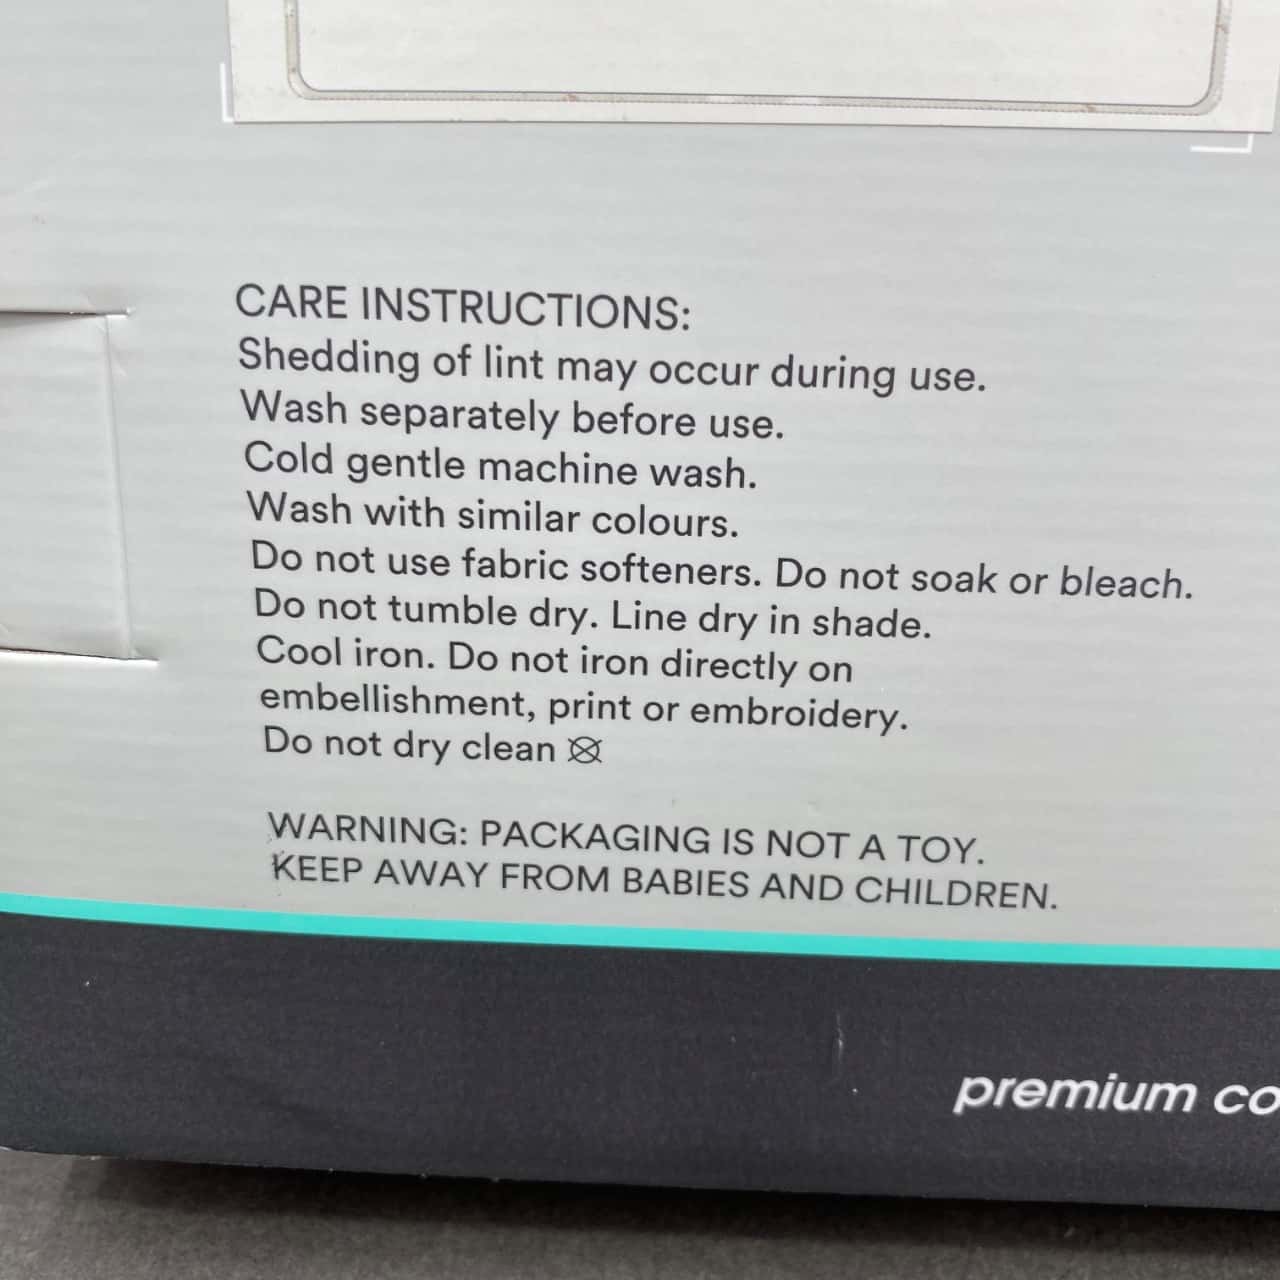 CARE INSTRUCTIONS:
Shedding of lint may occur during use.
Wash separately before use.
Cold gentle machine wash.
Wash with similar colours.
Do not use fabric softeners. Do not soak or bleach.
Do not tumble dry. Line dry in shade.
Cool iron. Do not iron directly on
embellishment, print or embroidery.
Do not dry clean
WARNING: PACKAGING IS NOT A TOY.
KEEP AWAY FROM BABIES AND CHILDREN.
premium